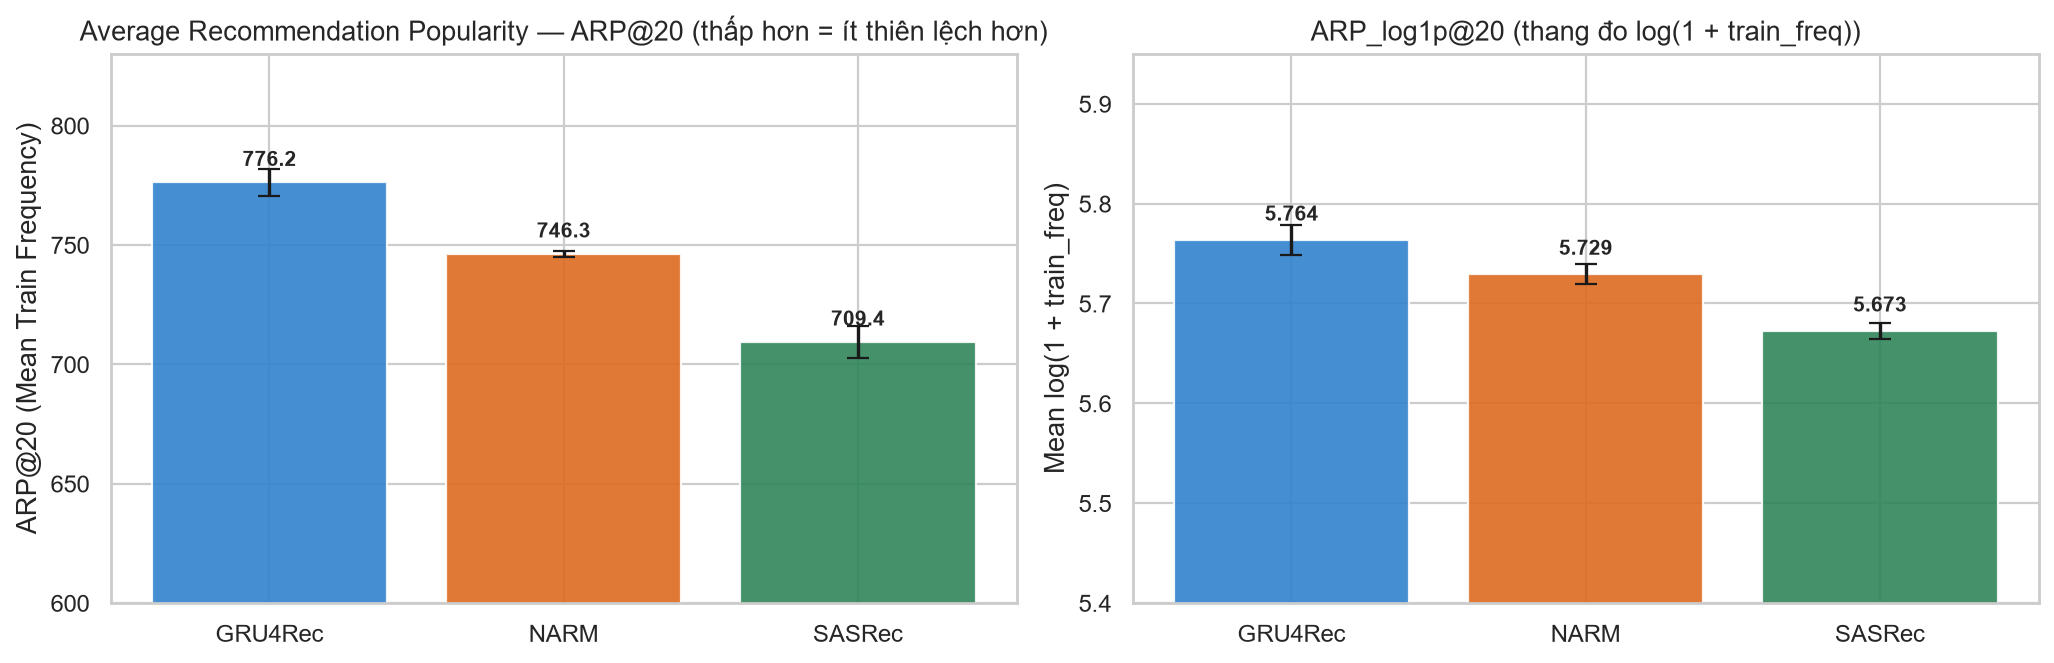 Average Recommendation Popularity — ARP@20 (thấp hơn = ít thiên lệch hơn)
ARP@20 (Mean Train Frequency)
800
750
700
650
600
776.2
746.3
709.4
GRU4Rec
NARM
SASRec
ARP_log1p@20 (thang đo log(1 + train_freq))
Mean log(1 + train_freq)
5.9
5.8
5.7
5.6
5.5
5.4
5.764
5.729
5.673
GRU4Rec
NARM
SASRec